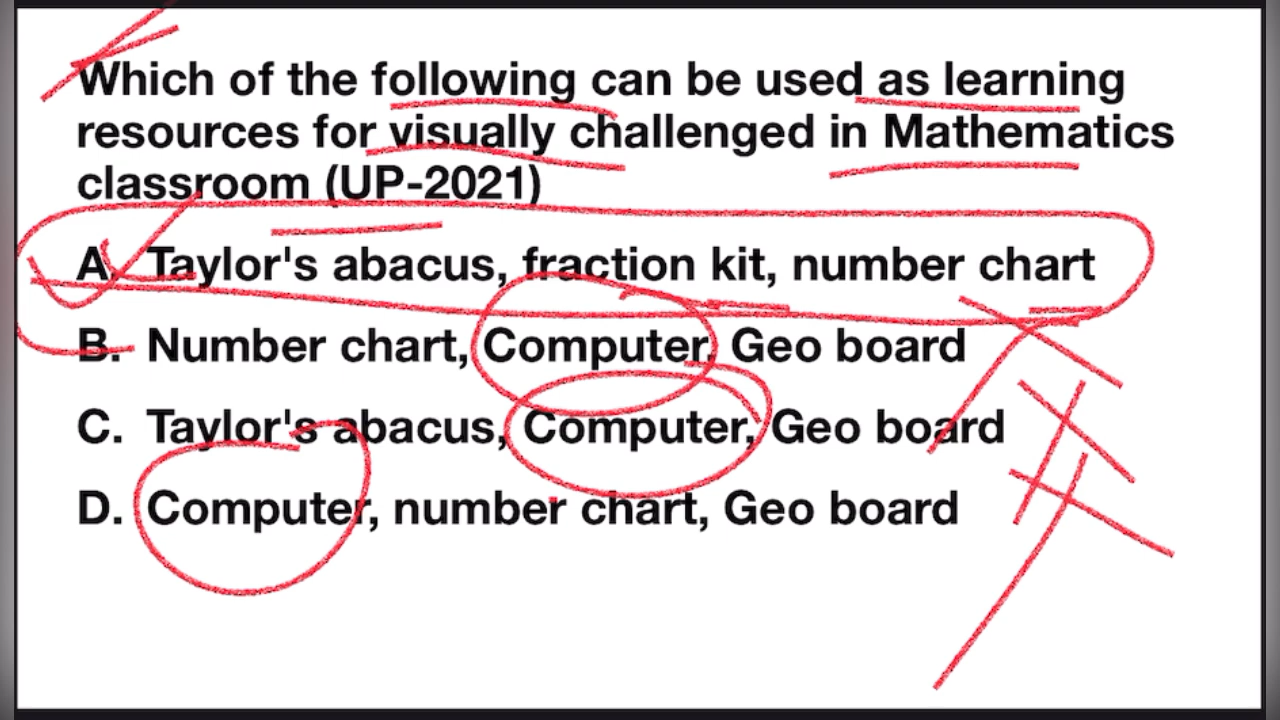 Which of the following can be used as learning
resources for visually challenged in Mathematics
classroom (UP-2021)
A. Taylor's abacus, fraction kit, number chart
B. Number chart, Computer, Geo board
C. Taylor's abacus, Computer, Geo board
D. Computer, number chart, Geo board